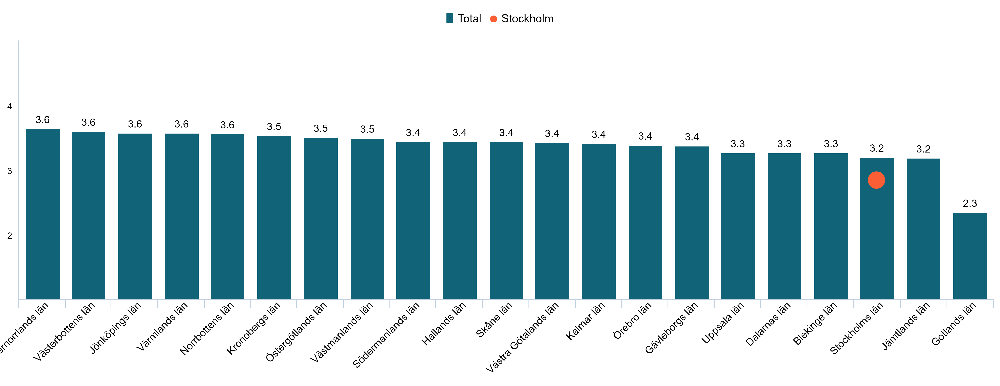 Total Stockholm
4
3
2
3.6 3.6 3.6 3.6 3.6 3.5 3.5 3.5 3.4 3.4 3.4 3.4 3.4 3.4 3.4 3.3 3.3 3.3 3.2 3.2 2.3
ernorrlands län
Västerbottens län
Jönköpings län
Värmlands län
Norrbottens län
Kronobergs län
Östergötlands län
Västmanlands län
Södermanlands län
Hallands län
Skåne län
Västra Götalands län
Kalmar län
Örebro län
Gävleborgs län
Uppsala län
Dalarnas län
Blekinge län
Stockholms län
Jämtlands län
Gotlands län